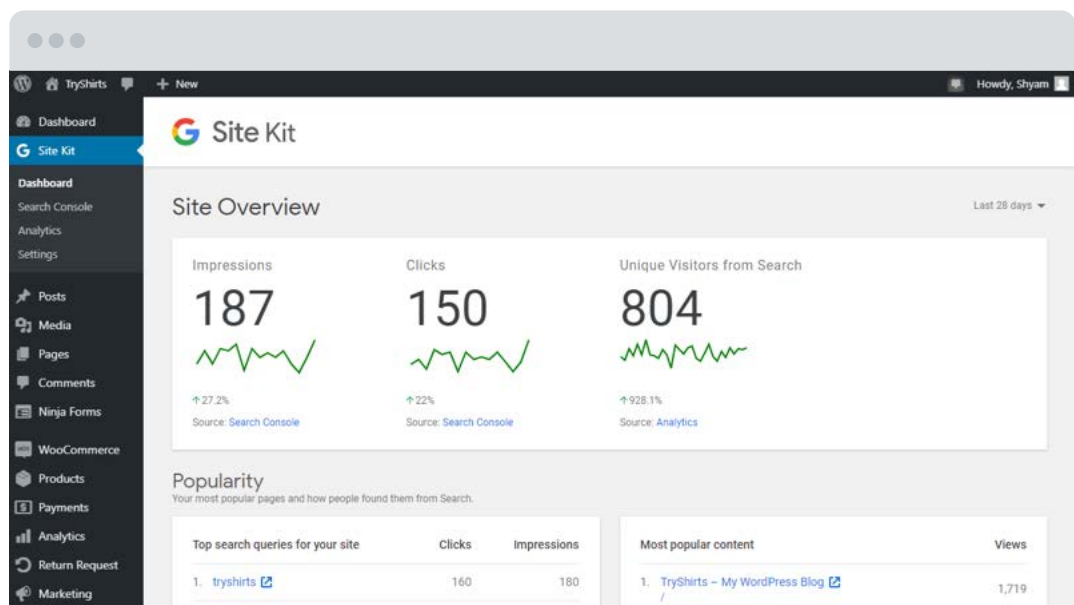 TryShirts
New
Howdy, Shyam
Dashboard
Site Kit
Dashboard
Search Console
Analytics
Settings
Posts
Media
Pages
Comments
Ninja Forms
WooCommerce
Products
Payments
Analytics
Return Request
Marketing
Site Kit
Site Overview
Last 28 days
Impressions
187
27.2%
Source: Search Console
Clicks
150
22%
Source: Search Console
Unique Visitors from Search
804
928.1%
Source: Analytics
Popularity
Your most popular pages and how people found them from Search.
Top search queries for your site Clicks Impressions
1. tryshirts 160 180
Most popular content Views
1. TryShirts – My WordPress Blog 1,719
/